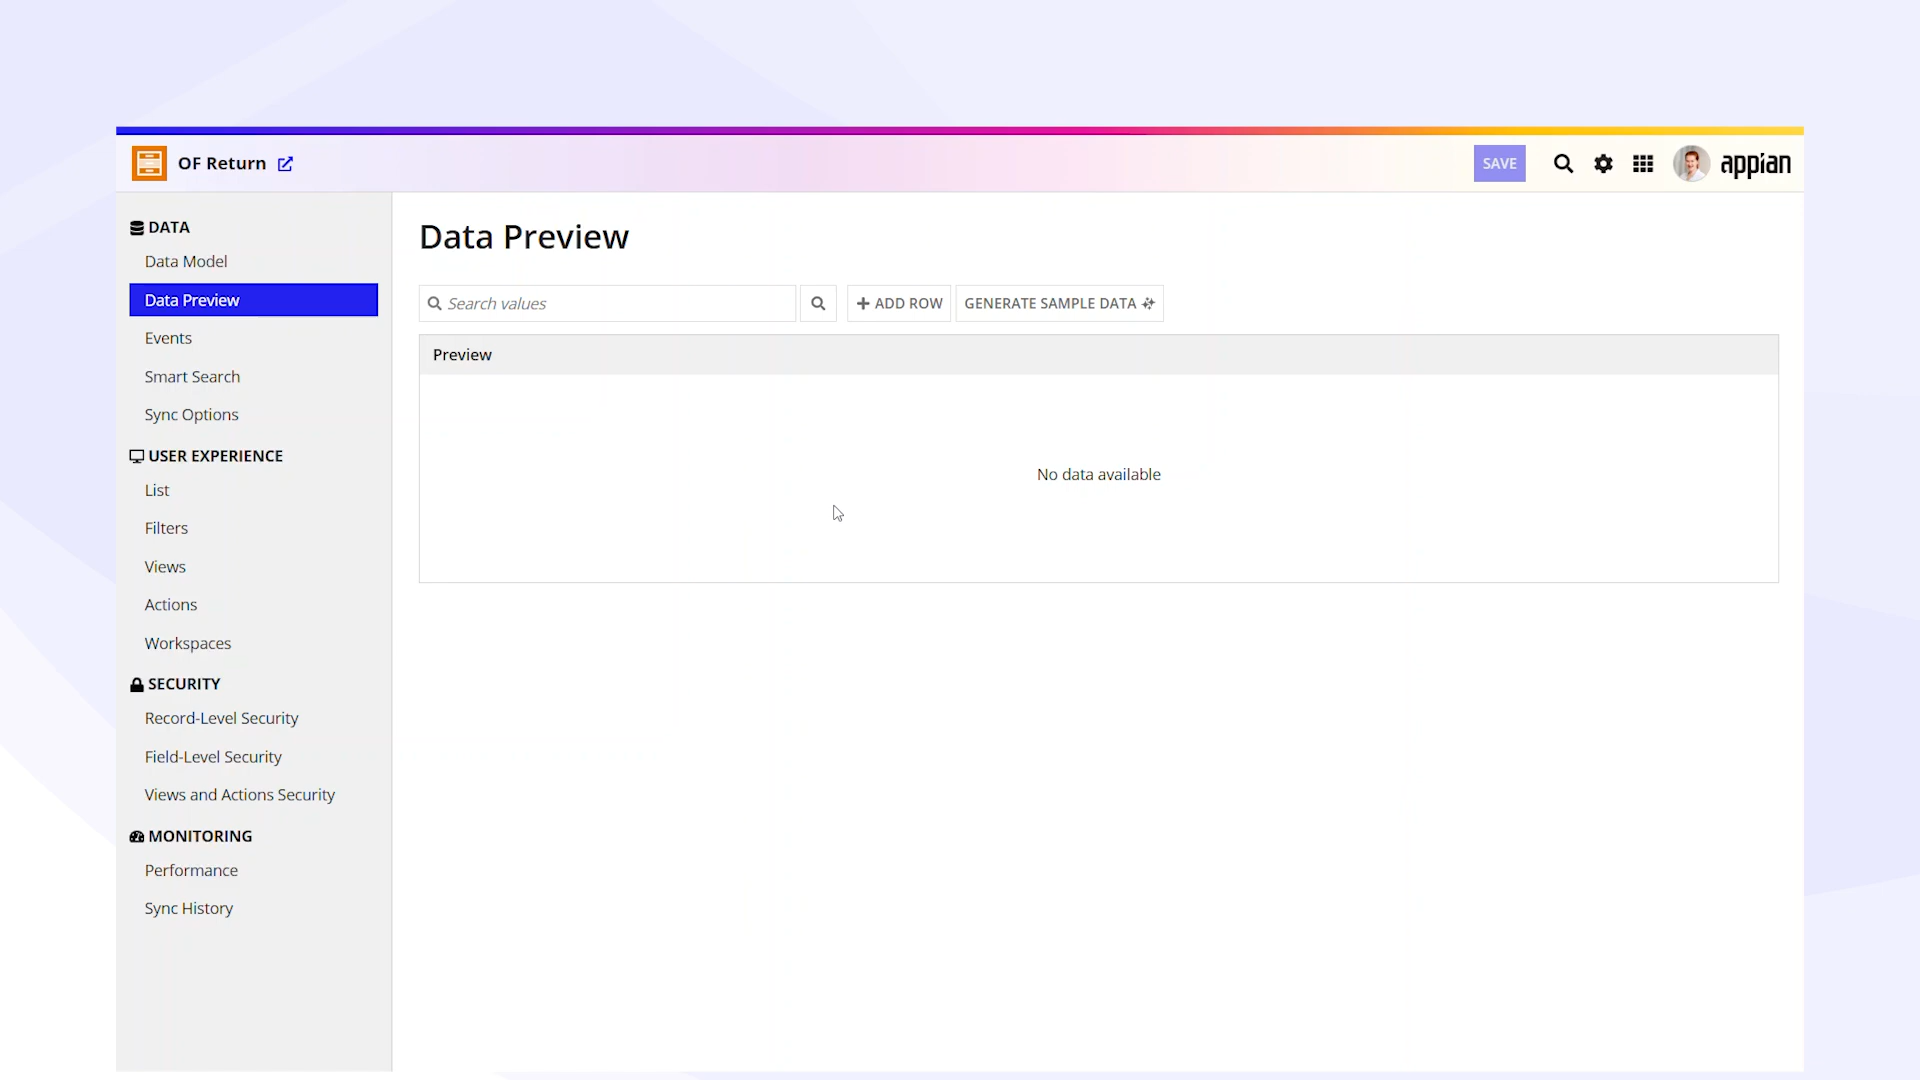 OF Return
SAVE
appian
DATA
Data Model
Data Preview
Events
Smart Search
Sync Options
USER EXPERIENCE
List
Filters
Views
Actions
Workspaces
SECURITY
Record-Level Security
Field-Level Security
Views and Actions Security
MONITORING
Performance
Sync History
Data Preview
Search values
ADD ROW
GENERATE SAMPLE DATA
Preview
No data available